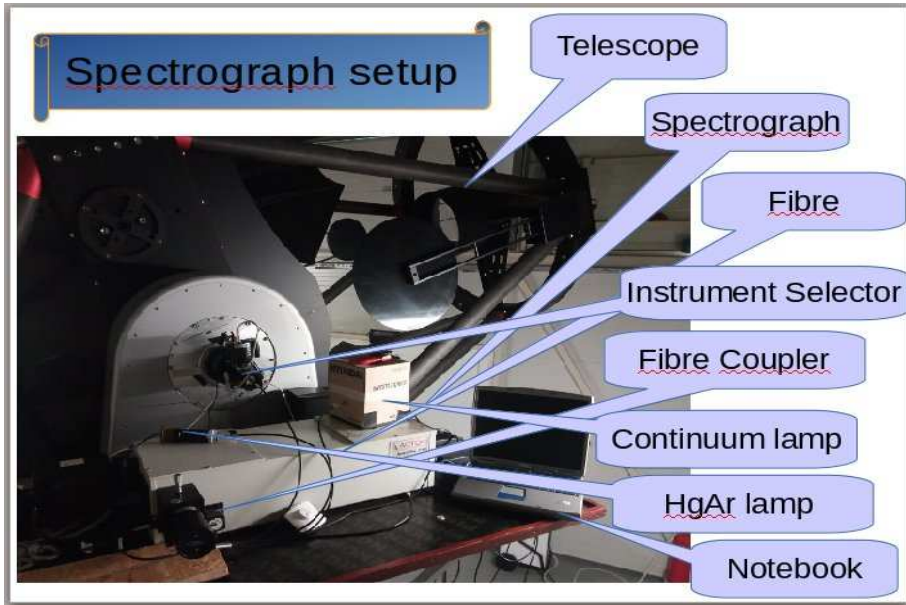 Spectrograph setup
Telescope
Spectrograph
Fibre
Instrument Selector
Fibre Coupler
Continuum lamp
HgAr lamp
Notebook